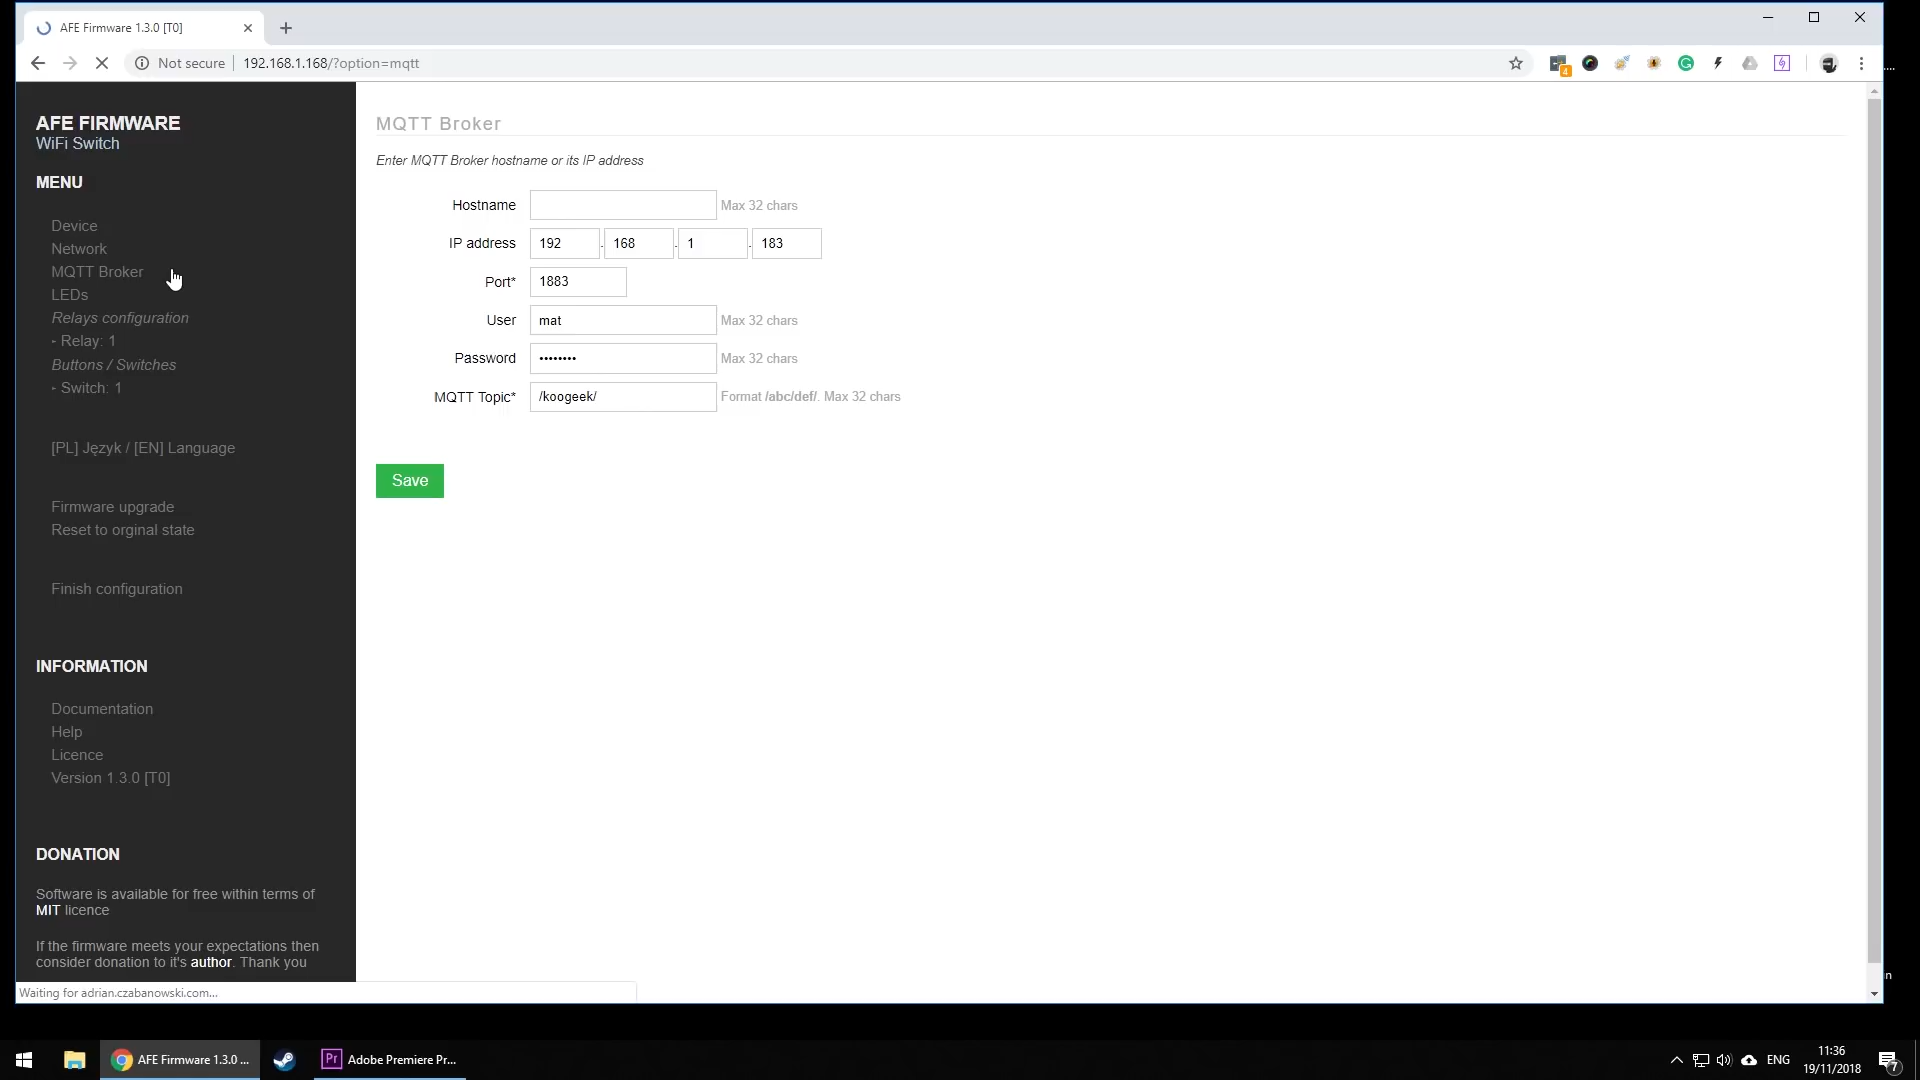 AFE Firmware 1.3.0 [T0]
Not secure
192.168.1.168/?option=mqtt
4
AFE FIRMWARE
WiFi Switch
MENU
Device
Network
MQTT Broker
LEDs
Relays configuration
- Relay: 1
Buttons / Switches
- Switch: 1
[PL] Język / [EN] Language
Firmware upgrade
Reset to orginal state
Finish configuration
INFORMATION
Documentation
Help
Licence
Version 1.3.0 [T0]
DONATION
Software is available for free within terms of
MIT licence
If the firmware meets your expectations then
consider donation to it's author. Thank you
Waiting for adrian.czabanowski.com...
MQTT Broker
Enter MQTT Broker hostname or its IP address
Hostname Max 32 chars
IP address 192 . 168 . 1 . 183
Port* 1883
User mat Max 32 chars
Password •••••••• Max 32 chars
MQTT Topic* /koogeek/ Format /abc/def/. Max 32 chars
Save
AFE Firmware 1.3.0 ...
Pr Adobe Premiere Pr...
ENG
11:36
19/11/2018
7